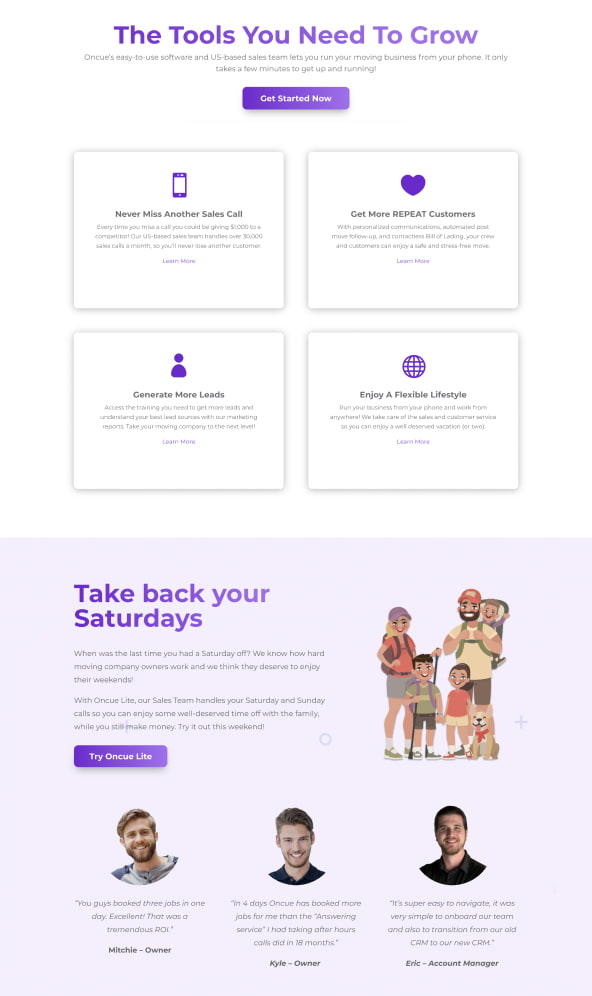 The Tools You Need To Grow
Oncue's easy-to-use software and US-based sales team lets you run your moving business from your phone. It only
takes a few minutes to get up and running!
Get Started Now
Never Miss Another Sales Call
Every time you miss a call you could be giving $1,000 to a
competitor! Our US-based sales team handles over 30,000
sales calls a month, so you'll never lose another customer.
Learn More
Get More REPEAT Customers
With personalized communications, automated post
move follow-up, and contactless Bill of Lading, your crew
and customers can enjoy a safe and stress-free move.
Learn More
Generate More Leads
Access the training you need to get more leads and
understand your best lead sources with our marketing
reports. Take your moving company to the next level!
Learn More
Enjoy A Flexible Lifestyle
Run your business from your phone and work from
anywhere! We take care of the sales and customer service
so you can enjoy a well deserved vacation (or two).
Learn More
Take back your
Saturdays
When was the last time you had a Saturday off? We know how hard
moving company owners work and we think they deserve to enjoy
their weekends!
With Oncue Lite, our Sales Team handles your Saturday and Sunday
calls so you can enjoy some well-deserved time off with the family,
while you still make money. Try it out this weekend!
Try Oncue Lite
"You guys booked three jobs in one
day. Excellent! That was a
tremendous ROI."
Mitchie – Owner
"In 4 days Oncue has booked more
jobs for me than the "Answering
service" I had taking after hours
calls did in 18 months."
Kyle – Owner
"It's super easy to navigate, it was
very simple to onboard our team
and also to transition from our old
CRM to our new CRM."
Eric – Account Manager